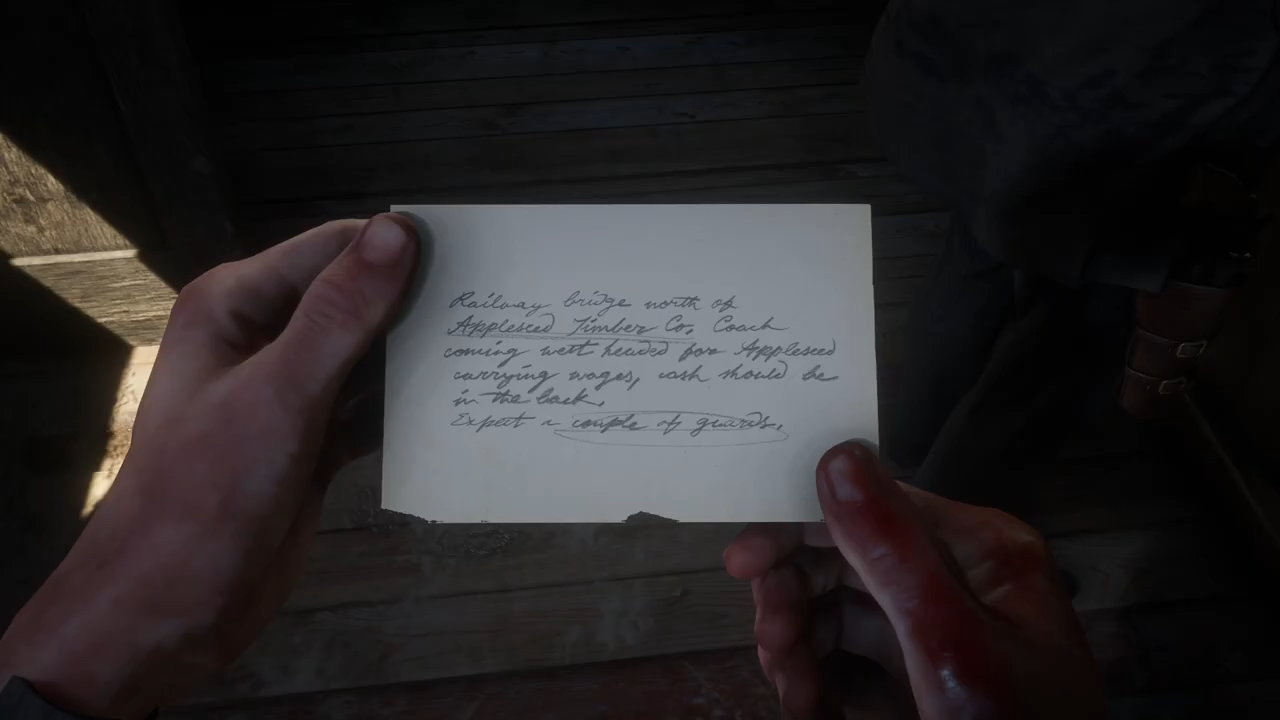 Railway bridge north of
Appleseed Timber Co. Coach
coming west headed for Appleseed
carrying wages, cash should be
in the back.
Expect a couple of guards.